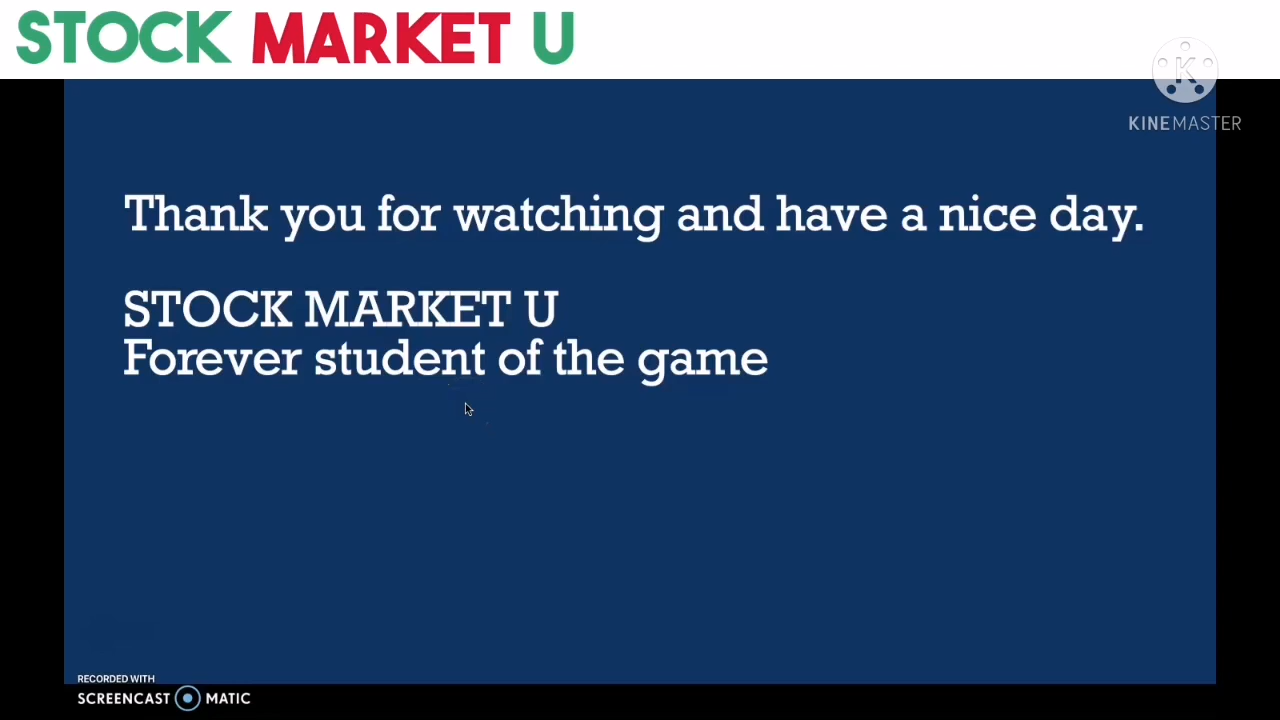 STOCK MARKET U
KINEMASTER
Thank you for watching and have a nice day.
STOCK MARKET U
Forever student of the game
RECORDED WITH
SCREENCAST MATIC